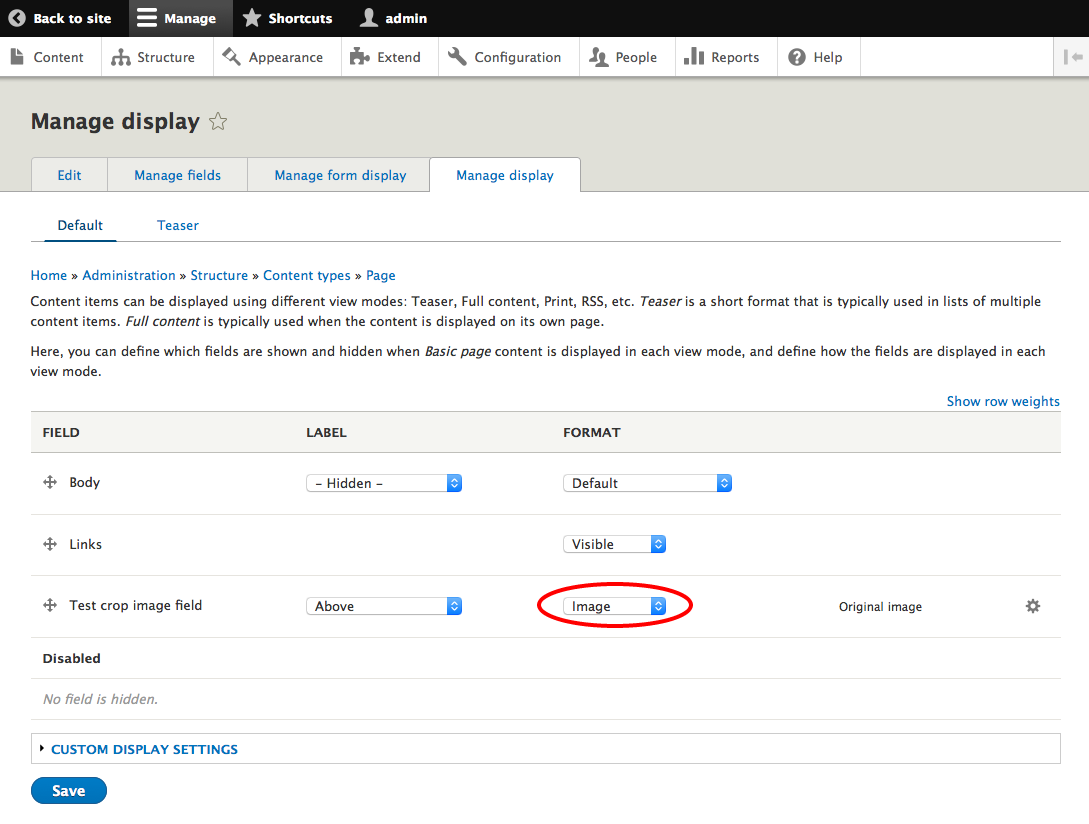 Back to site Manage Shortcuts admin
Content Structure Appearance Extend Configuration People Reports Help
Manage display
Edit Manage fields Manage form display Manage display
Default Teaser
Home » Administration » Structure » Content types » Page
Content items can be displayed using different view modes: Teaser, Full content, Print, RSS, etc. Teaser is a short format that is typically used in lists of multiple
content items. Full content is typically used when the content is displayed on its own page.
Here, you can define which fields are shown and hidden when Basic page content is displayed in each view mode, and define how the fields are displayed in each
view mode.
Show row weights
FIELD LABEL FORMAT
Body - Hidden - Default
Links Visible
Test crop image field Above Image Original image
Disabled
No field is hidden.
CUSTOM DISPLAY SETTINGS
Save